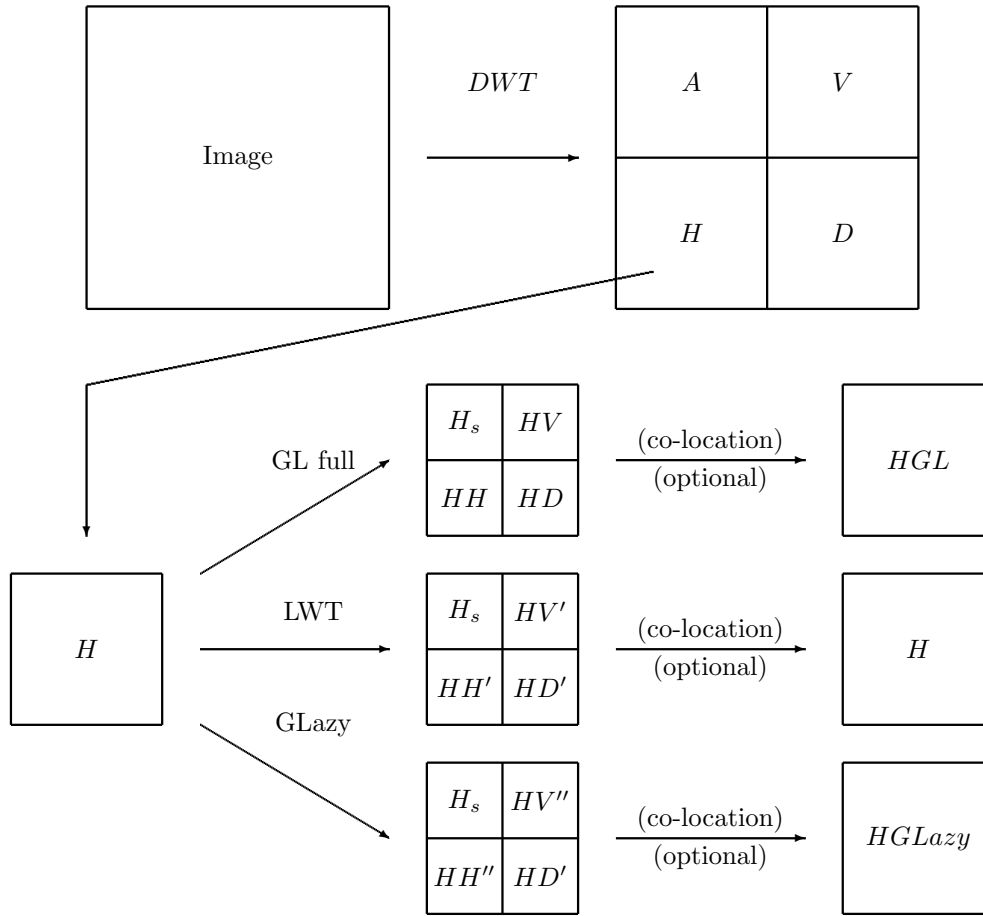 DWT
A V
Image
H D
H_s HV
GL full
(co-location)
HGL
HH HD
(optional)
LWT
H_s HV'
(co-location)
H
H
HH' HD'
(optional)
GLazy
H_s HV''
(co-location)
HGLazy
HH'' HD'
(optional)